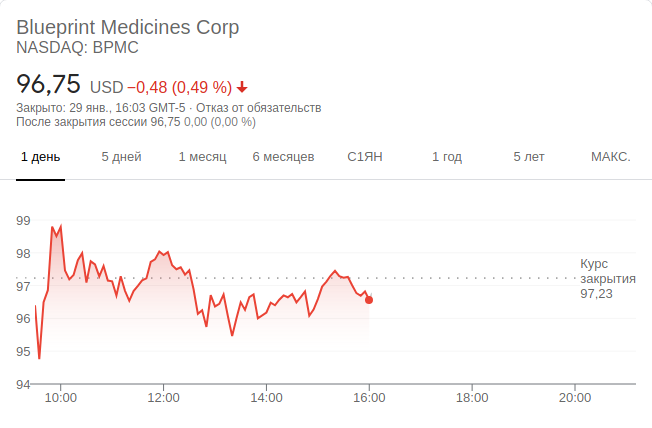 Blueprint Medicines Corp
NASDAQ: BPMC
96,75 USD −0,48 (0,49 %)
Закрыто: 29 янв., 16:03 GMT-5 · Отказ от обязательств
После закрытия сессии 96,75 0,00 (0,00 %)
1 день 5 дней 1 месяц 6 месяцев С1ЯН 1 год 5 лет МАКС.
99
98
Курс
закрытия
97,23
97
96
95
94
10:00 12:00 14:00 16:00 18:00 20:00